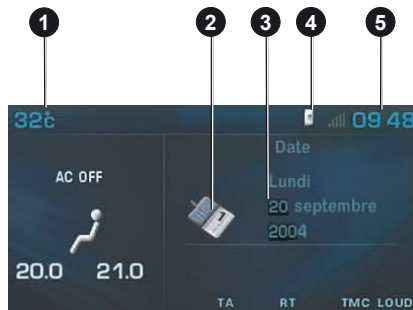 1 2 3 4 5
32c 09 48
Date
AC OFF
Lundi
20 septembre
2004
20.0 21.0
TA RT TMC LOUD